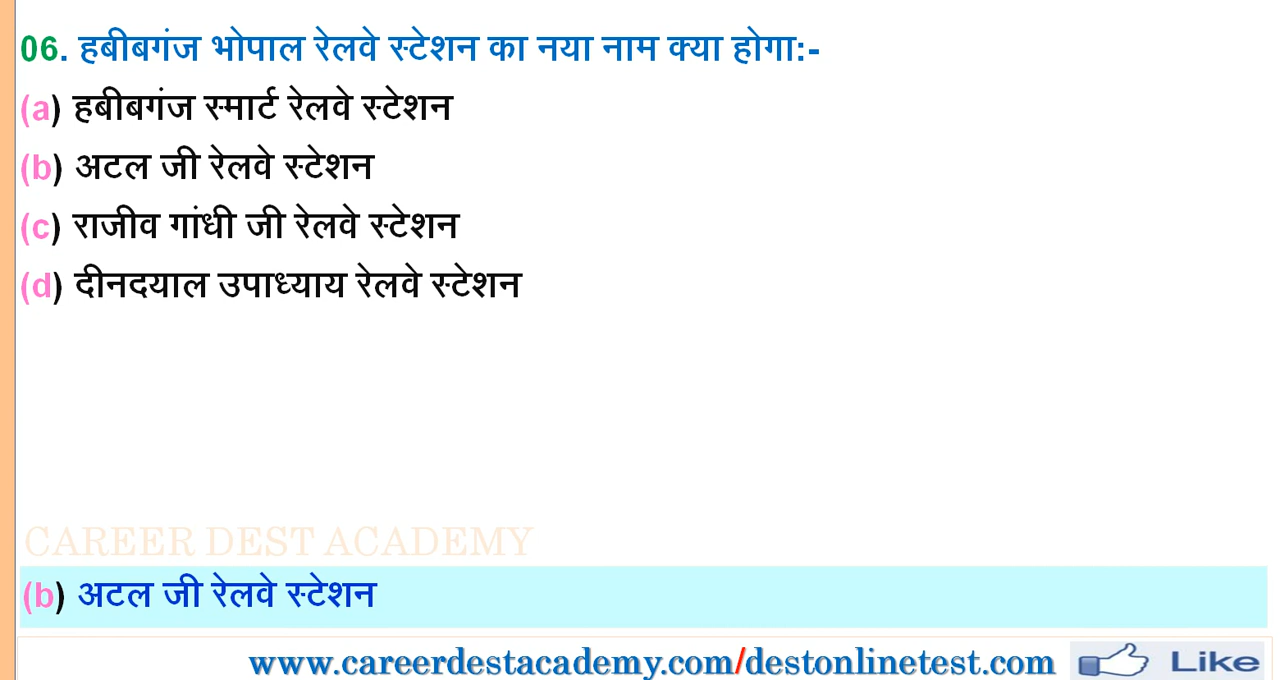 06. हबीबगंज भोपाल रेलवे स्टेशन का नया नाम क्या होगा:-
(a) हबीबगंज स्मार्ट रेलवे स्टेशन
(b) अटल जी रेलवे स्टेशन
(c) राजीव गांधी जी रेलवे स्टेशन
(d) दीनदयाल उपाध्याय रेलवे स्टेशन
CAREER DEST ACADEMY
(b) अटल जी रेलवे स्टेशन
www.careerdestacademy.com/destonlinetest.com Like